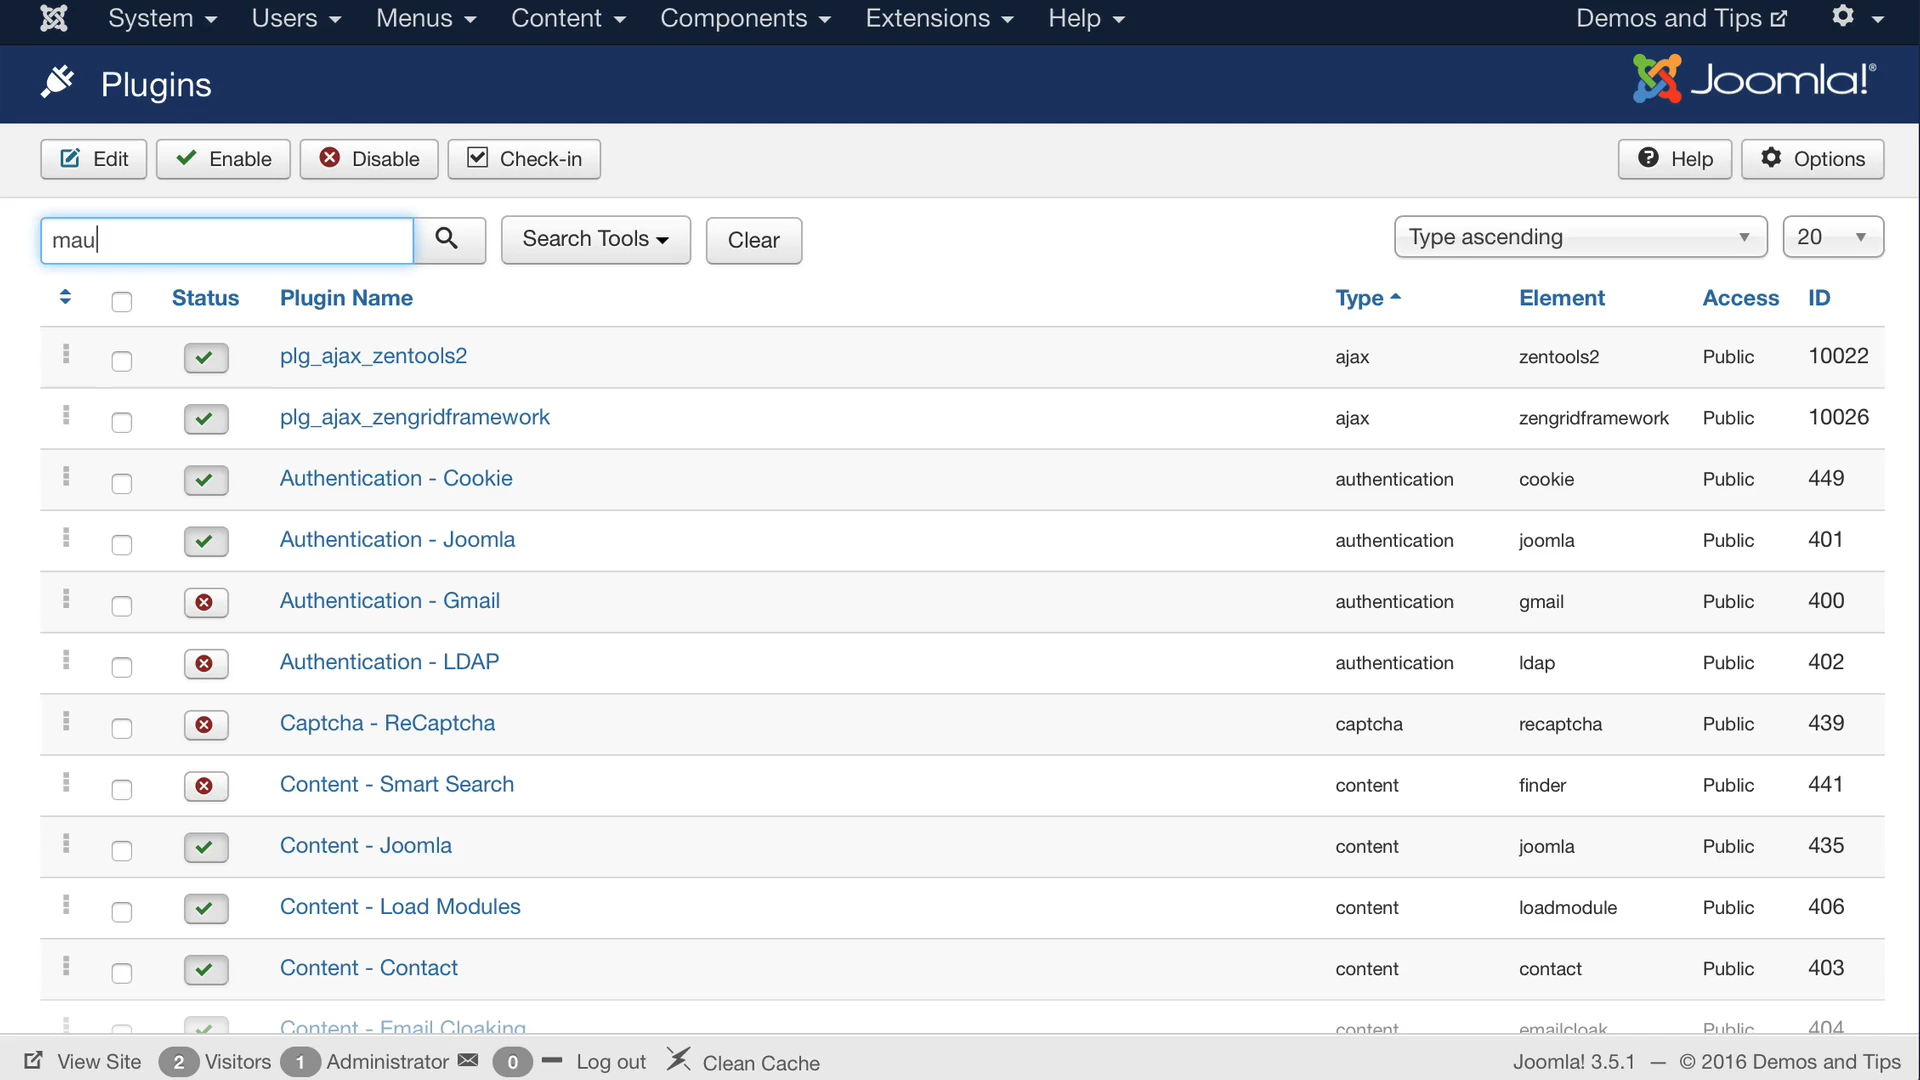 System Users Menus Content Components Extensions Help Demos and Tips
Plugins Joomla!®
Edit Enable Disable Check-in Help Options
mau Search Tools Clear Type ascending 20
Status Plugin Name Type Element Access ID
plg_ajax_zentools2 ajax zentools2 Public 10022
plg_ajax_zengridframework ajax zengridframework Public 10026
Authentication - Cookie authentication cookie Public 449
Authentication - Joomla authentication joomla Public 401
Authentication - Gmail authentication gmail Public 400
Authentication - LDAP authentication ldap Public 402
Captcha - ReCaptcha captcha recaptcha Public 439
Content - Smart Search content finder Public 441
Content - Joomla content joomla Public 435
Content - Load Modules content loadmodule Public 406
Content - Contact content contact Public 403
Content - Email Cloaking content emailcloak Public 404
View Site 2 Visitors 1 Administrator 0 Log out Clean Cache Joomla! 3.5.1 — © 2016 Demos and Tips